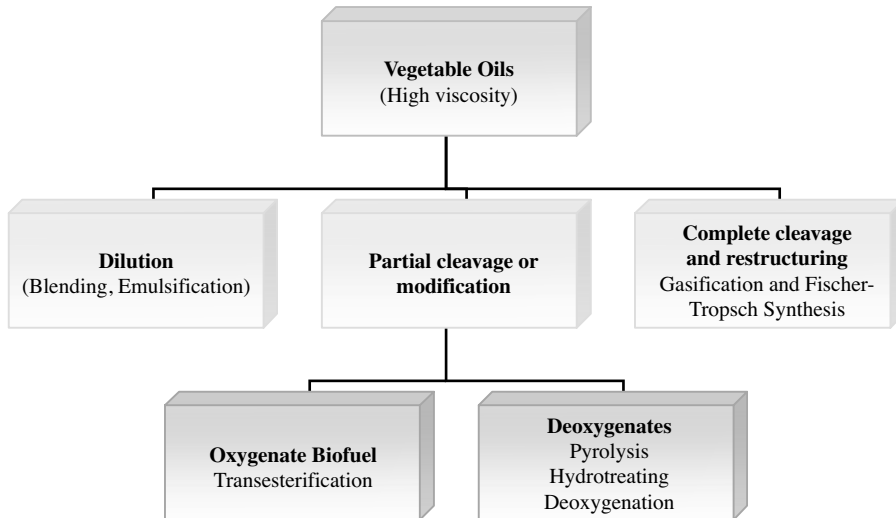 Vegetable Oils
(High viscosity)
Dilution
(Blending, Emulsification)
Partial cleavage or
modification
Complete cleavage
and restructuring
Gasification and Fischer-
Tropsch Synthesis
Oxygenate Biofuel
Transesterification
Deoxygenates
Pyrolysis
Hydrotreating
Deoxygenation